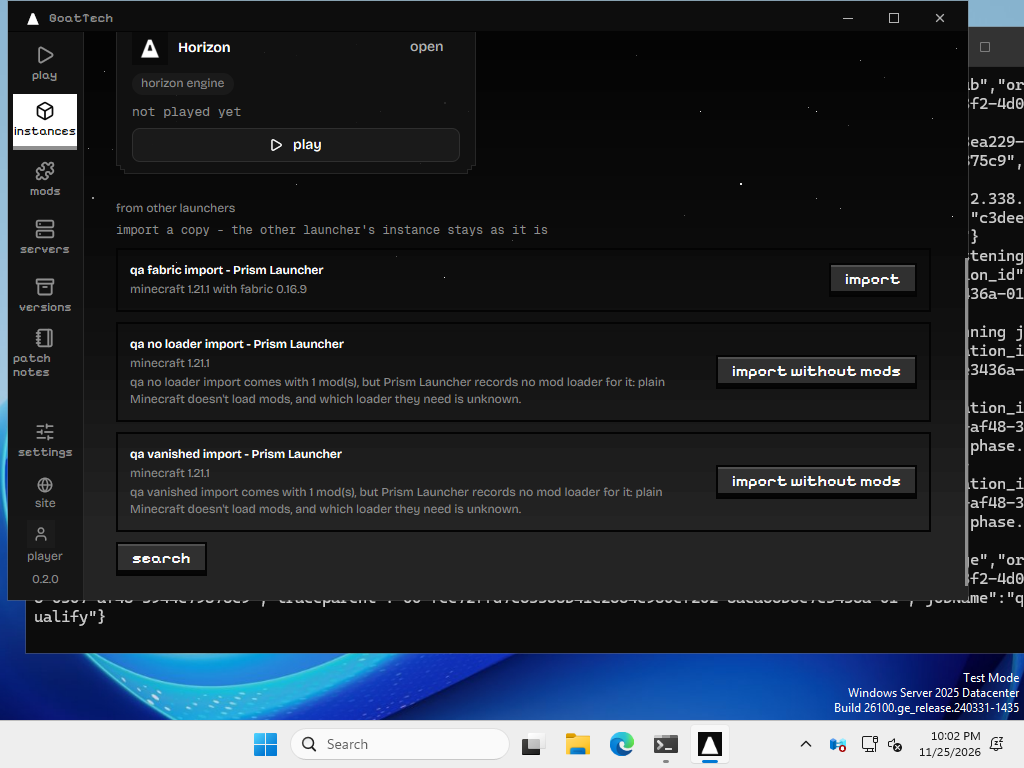 GoatTech
play
instances
mods
servers
versions
patch
notes
settings
site
player
0.2.0
Horizon
open
horizon engine
not played yet
play
from other launchers
import a copy - the other launcher's instance stays as it is
qa fabric import - Prism Launcher
minecraft 1.21.1 with fabric 0.16.9
import
qa no loader import - Prism Launcher
minecraft 1.21.1
qa no loader import comes with 1 mod(s), but Prism Launcher records no mod loader for it: plain
Minecraft doesn't load mods, and which loader they need is unknown.
import without mods
qa vanished import - Prism Launcher
minecraft 1.21.1
qa vanished import comes with 1 mod(s), but Prism Launcher records no mod loader for it: plain
Minecraft doesn't load mods, and which loader they need is unknown.
import without mods
search
ualify"}
Test Mode
Windows Server 2025 Datacenter
Build 26100.ge_release.240331-1435
Search
10:02 PM
11/25/2026